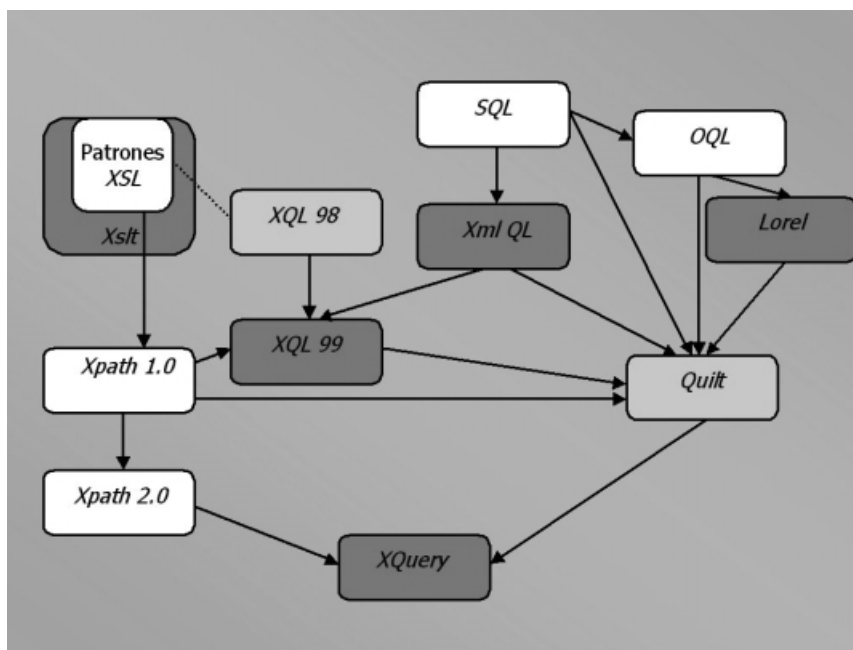 SQL
OQL
Patrones
XSL
Xslt
XQL 98
Xml QL
Lorel
XQL 99
Xpath 1.0
Quilt
Xpath 2.0
XQuery